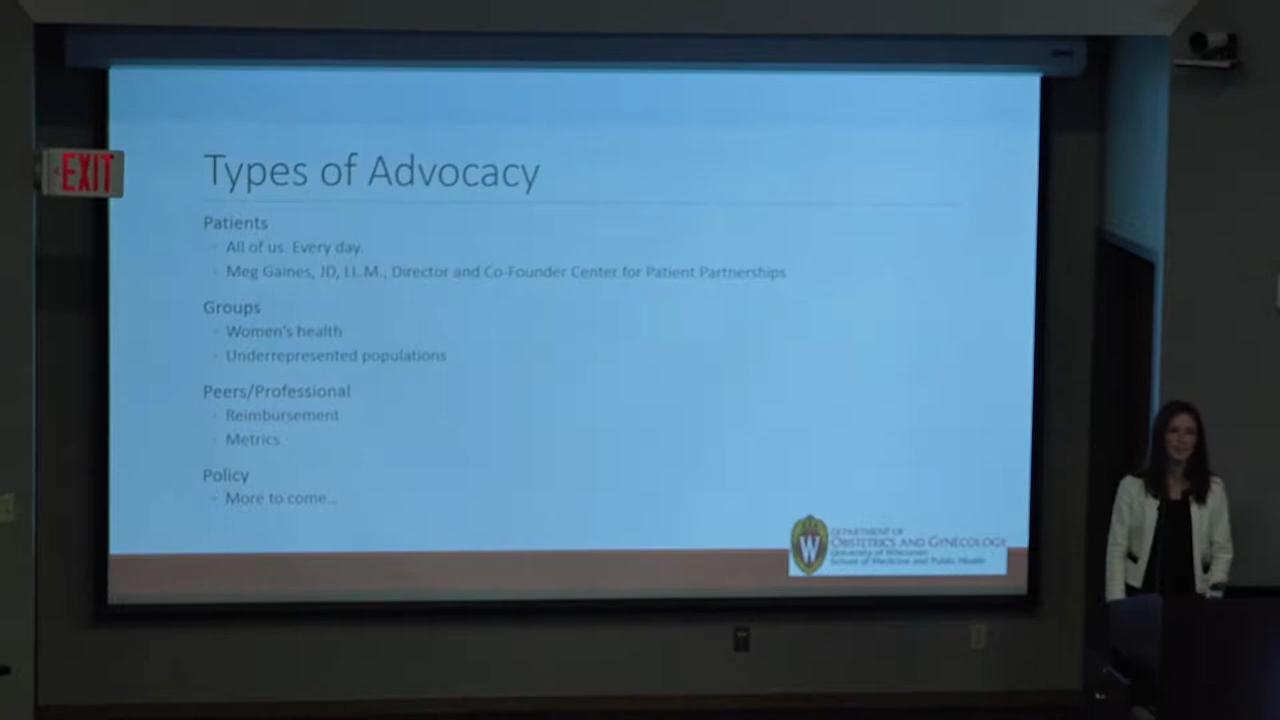 EXIT
Types of Advocacy
Patients
All of us. Every day.
Meg Gaines, JD, LL.M., Director and Co-Founder Center for Patient Partnerships
Groups
Women's health
Underrepresented populations
Peers/Professional
Reimbursement
Metrics
Policy
More to come...
W
DEPARTMENT OF
OBSTETRICS AND GYNECOLOGY
University of Wisconsin
School of Medicine and Public Health